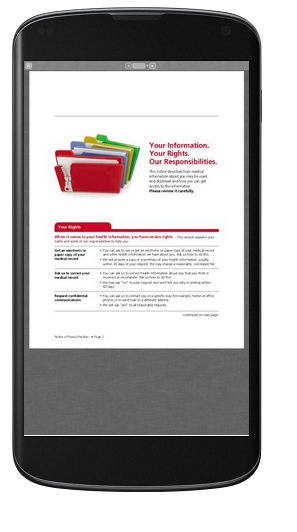 Your Information.
Your Rights.
Our Responsibilities.
This notice describes how medical
information about you may be used
and disclosed and how you can get
access to this information.
Please review it carefully.
Your Rights
When it comes to your health information, you have certain rights. This section explains your
rights and some of our responsibilities to help you.
Get an electronic or
paper copy of your
medical record
• You can ask to see or get an electronic or paper copy of your medical record
and other health information we have about you. Ask us how to do this.
• We will provide a copy or a summary of your health information, usually
within 30 days of your request. We may charge a reasonable, cost-based fee.
Ask us to correct your
medical record
• You can ask us to correct health information about you that you think is
incorrect or incomplete. Ask us how to do this.
• We may say "no" to your request, but we'll tell you why in writing within
60 days.
Request confidential
communications
• You can ask us to contact you in a specific way (for example, home or office
phone) or to send mail to a different address.
• We will say "yes" to all reasonable requests.
continued on next page
Notice of Privacy Practices • Page 1